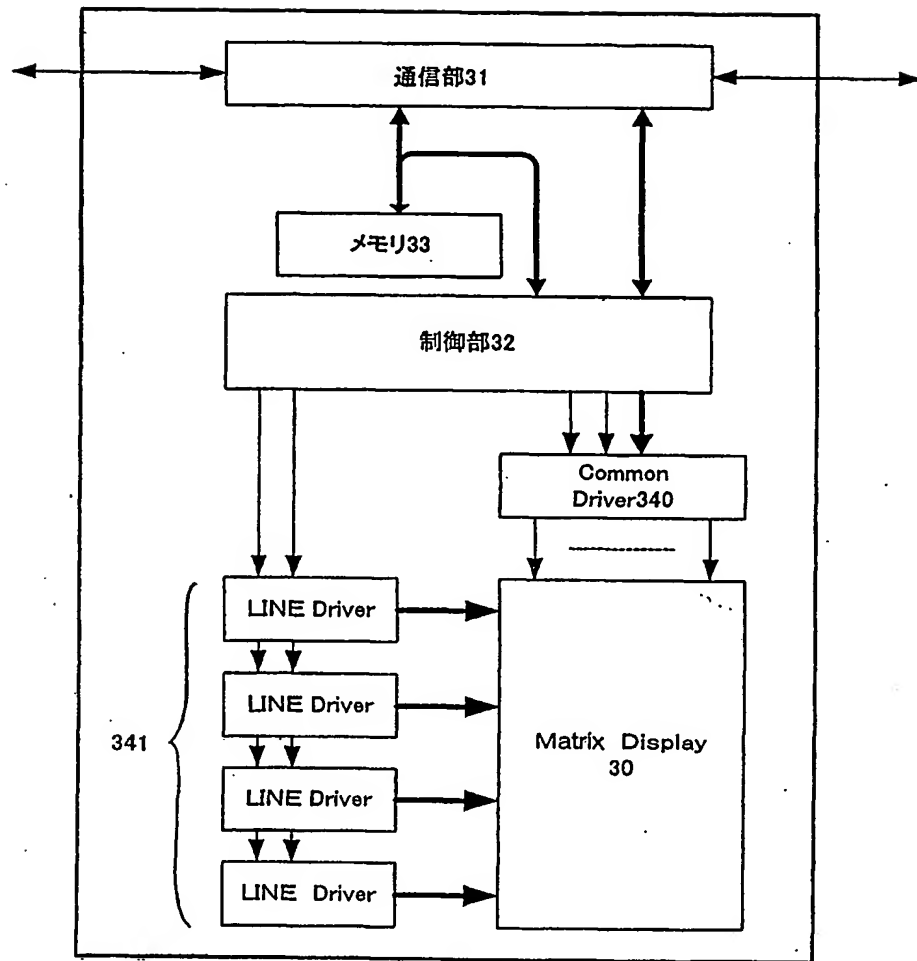 通信部31
メモリ33
制御部32
Common
Driver340
LINE Driver
LINE Driver
341
Matrix Display
30
LINE Driver
LINE Driver